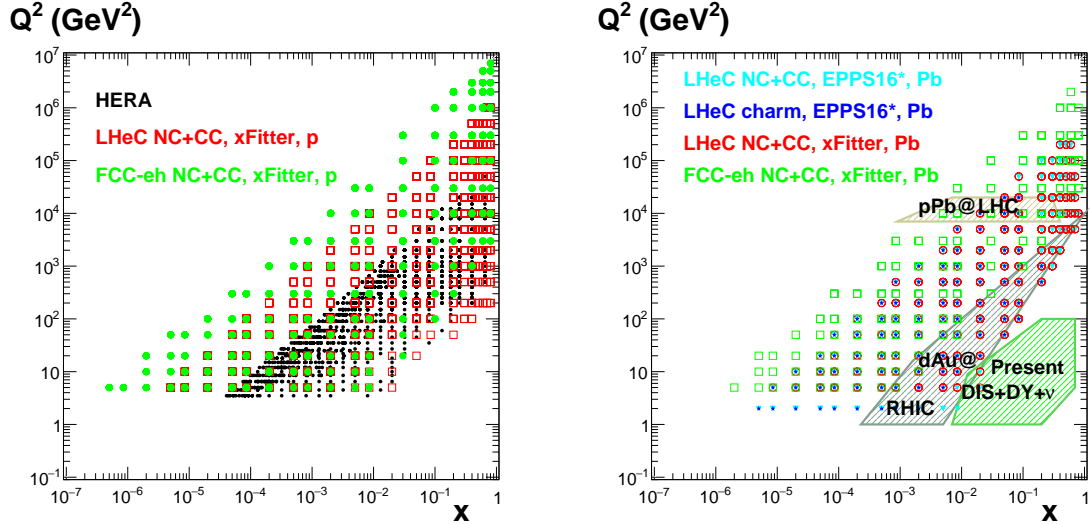 Q² (GeV²)
10⁷
10⁶
10⁵
10⁴
10³
10²
10
1
10⁻¹
HERA
LHeC NC+CC, xFitter, p
FCC-eh NC+CC, xFitter, p
10⁻⁷ 10⁻⁶ 10⁻⁵ 10⁻⁴ 10⁻³ 10⁻² 10⁻¹ 1
x
Q² (GeV²)
10⁷
10⁶
10⁵
10⁴
10³
10²
10
1
10⁻¹
LHeC NC+CC, EPPS16*, Pb
LHeC charm, EPPS16*, Pb
LHeC NC+CC, xFitter, Pb
FCC-eh NC+CC, xFitter, Pb
pPb@LHC
dAu@
RHIC
Present
DIS+DY+ν
10⁻⁷ 10⁻⁶ 10⁻⁵ 10⁻⁴ 10⁻³ 10⁻² 10⁻¹ 1
x